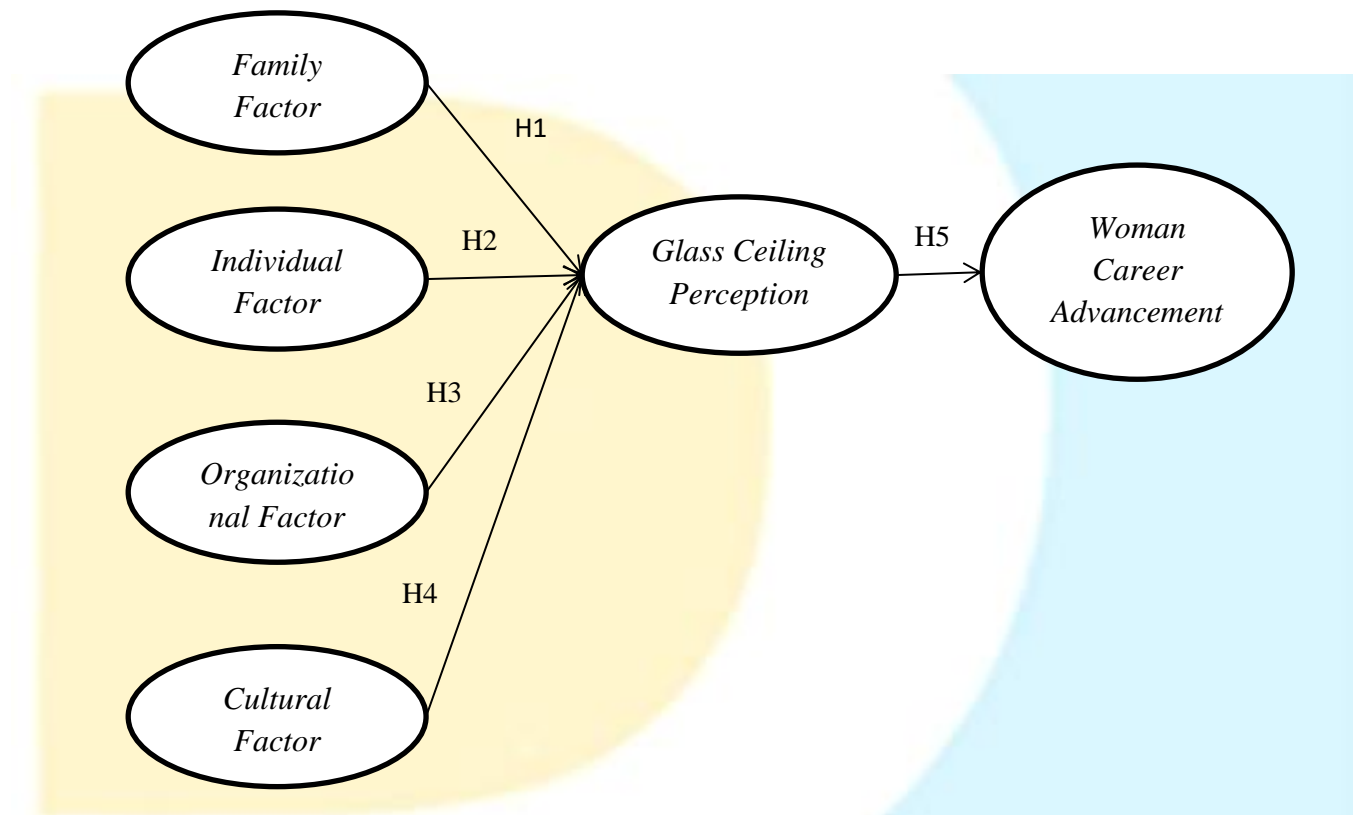 Family
Factor
H1
Individual
Factor
H2
Glass Ceiling
Perception
H5
Woman
Career
Advancement
H3
Organizatio
nal Factor
H4
Cultural
Factor